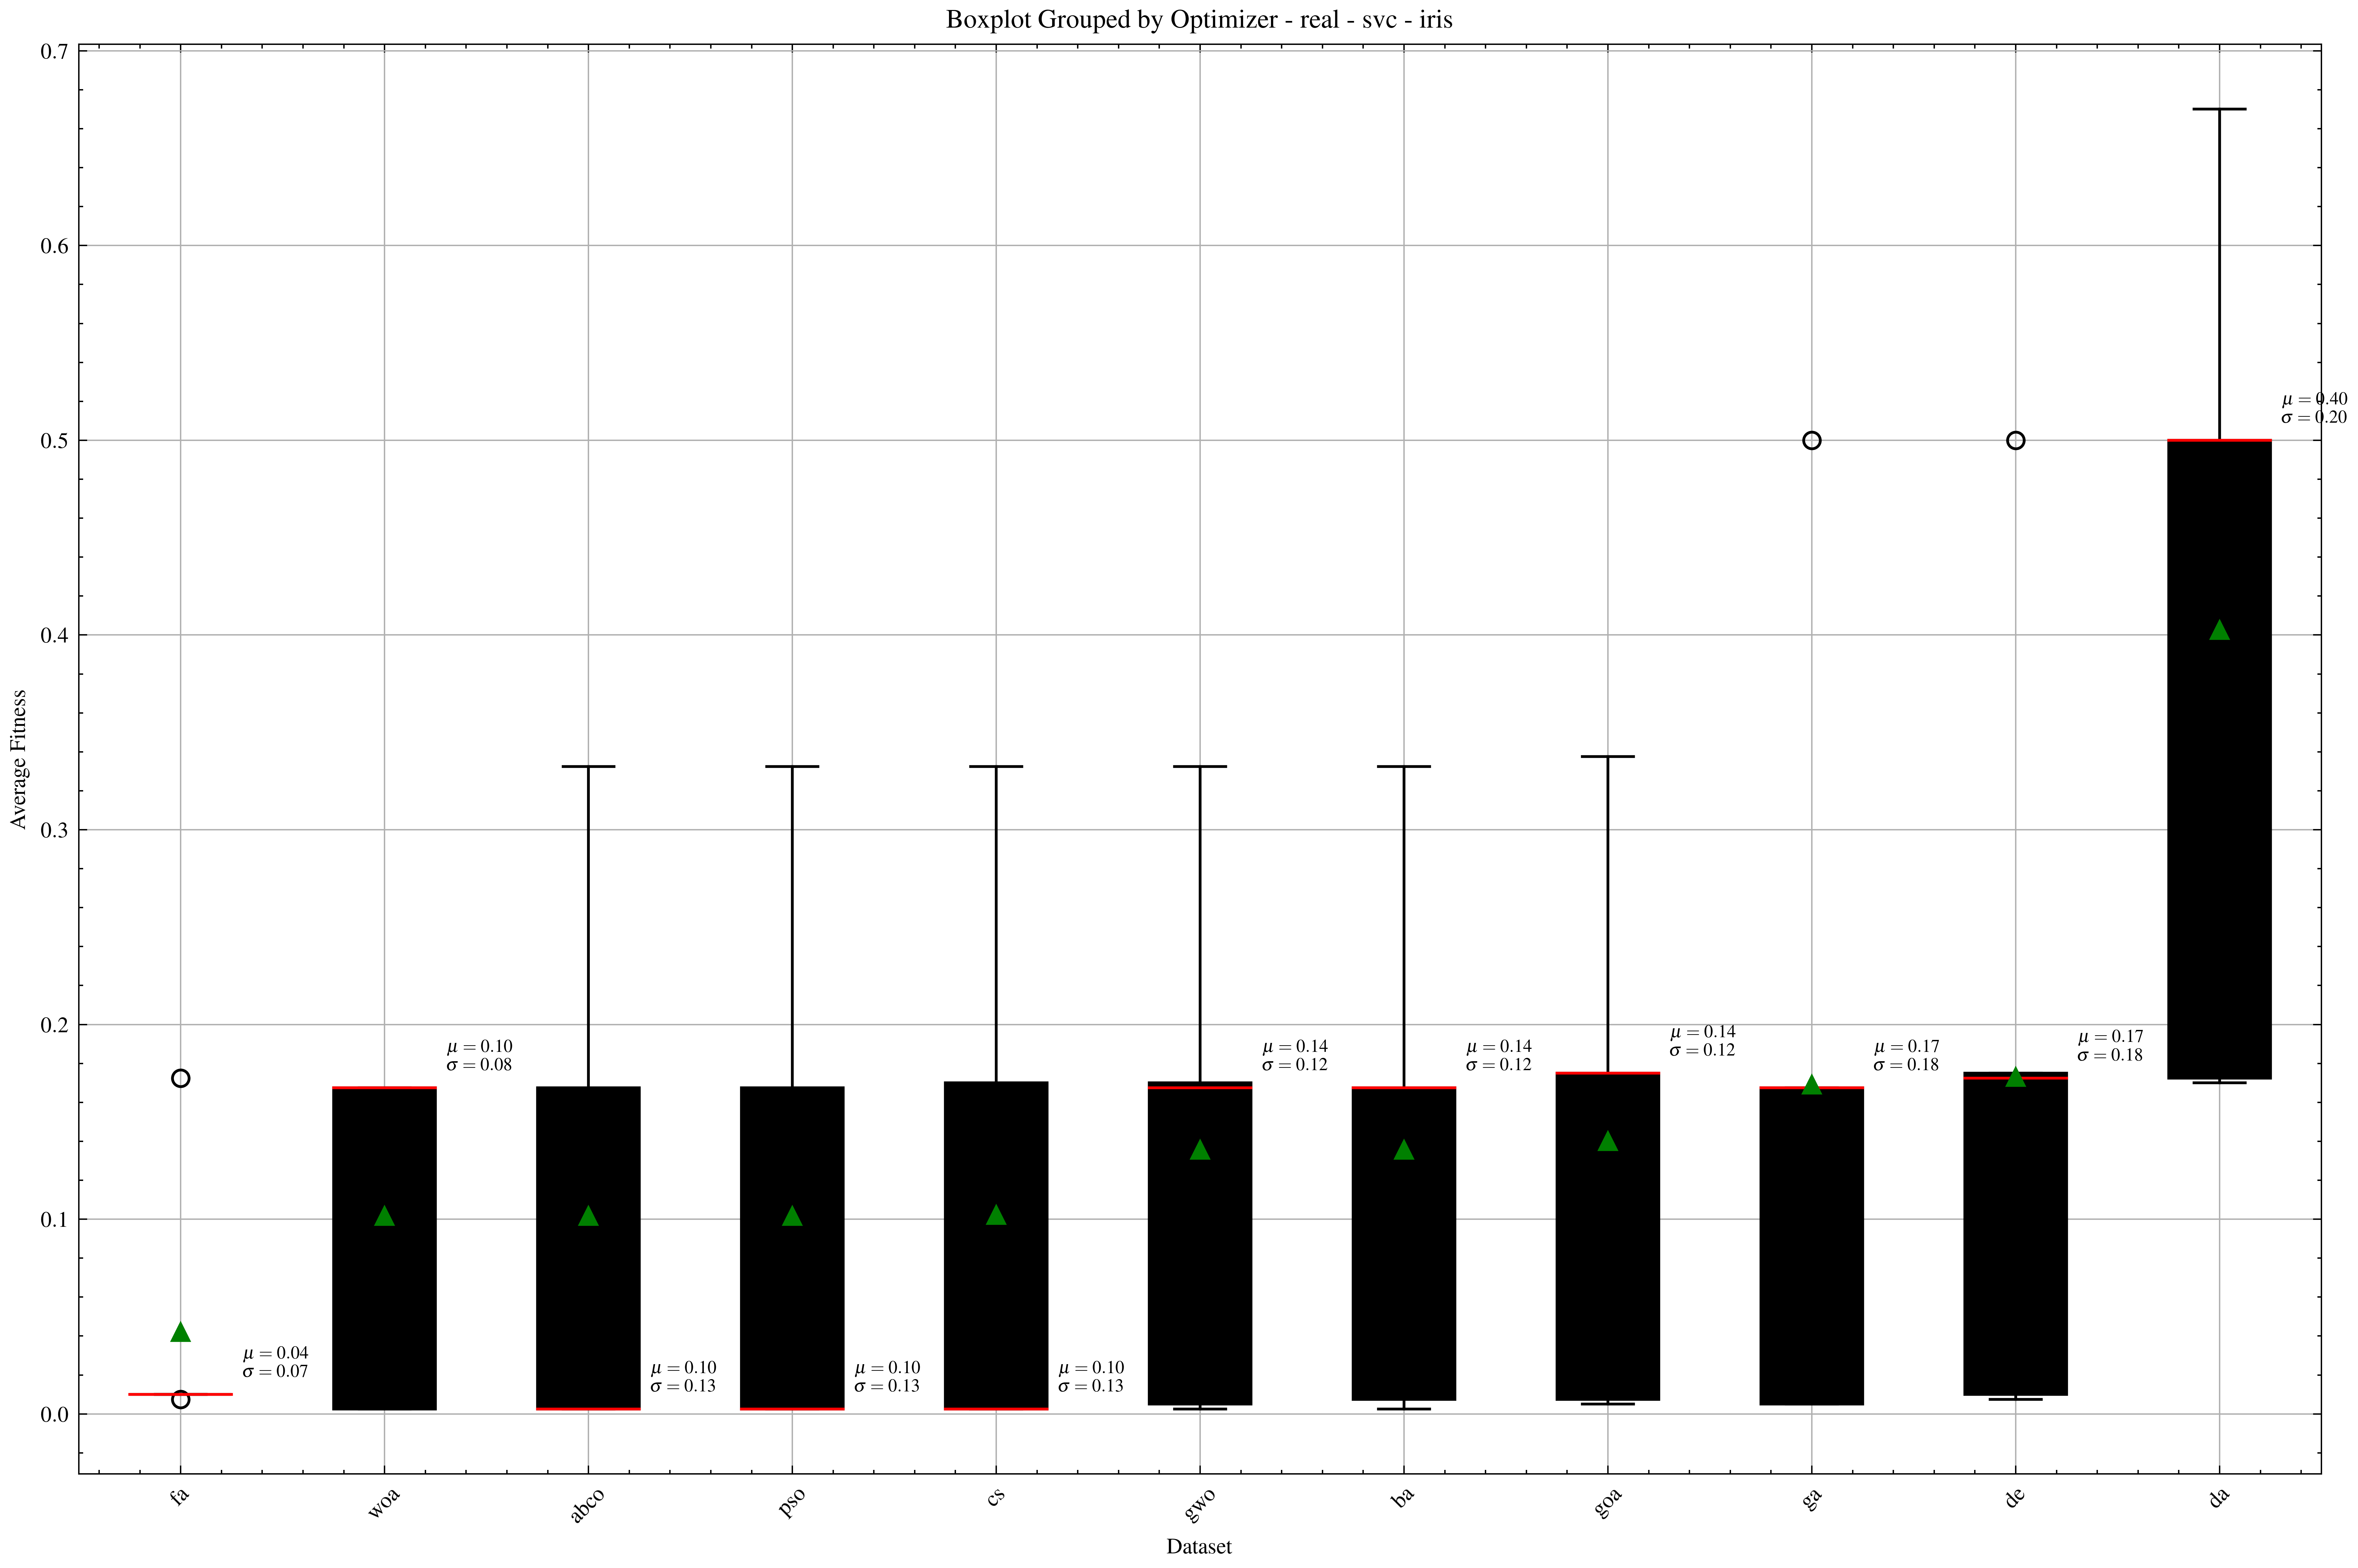 Boxplot Grouped by Optimizer - real - svc - iris
0.7
0.6
0.5
0.4
0.3
0.2
0.1
0.0
Average Fitness
μ = 0.04
σ = 0.07
μ = 0.10
σ = 0.08
μ = 0.10
σ = 0.13
μ = 0.10
σ = 0.13
μ = 0.10
σ = 0.13
μ = 0.14
σ = 0.12
μ = 0.14
σ = 0.12
μ = 0.14
σ = 0.12
μ = 0.17
σ = 0.18
μ = 0.17
σ = 0.18
μ = 0.40
σ = 0.20
fa
woa
abco
pso
cs
gwo
ba
goa
ga
de
da
Dataset